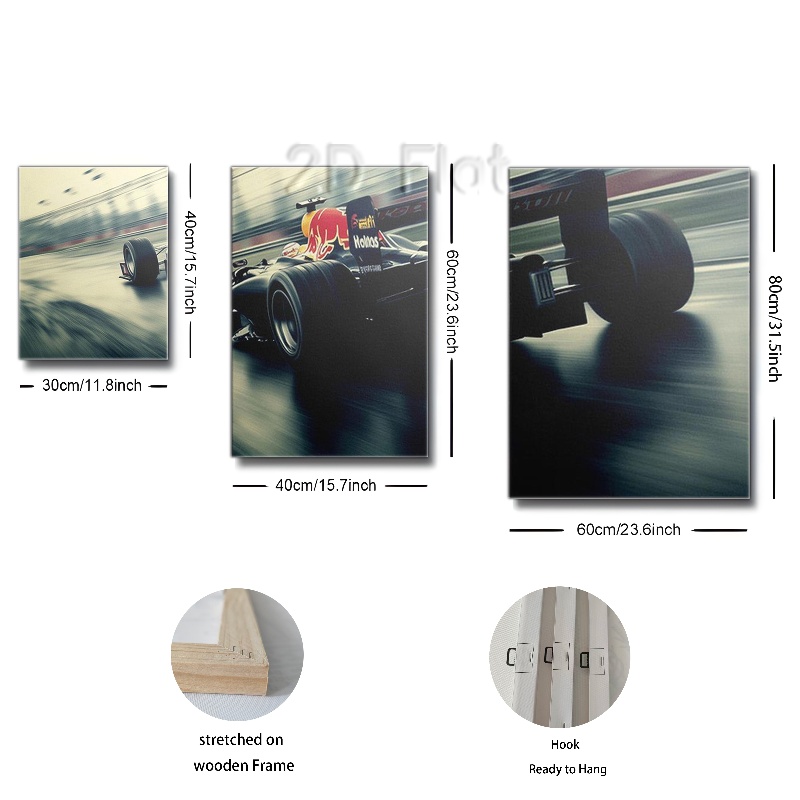 2D Flat
40cm/15.7inch
30cm/11.8inch
60cm/23.6inch
40cm/15.7inch
80cm/31.5inch
60cm/23.6inch
stretched on
wooden Frame
Hook
Ready to Hang